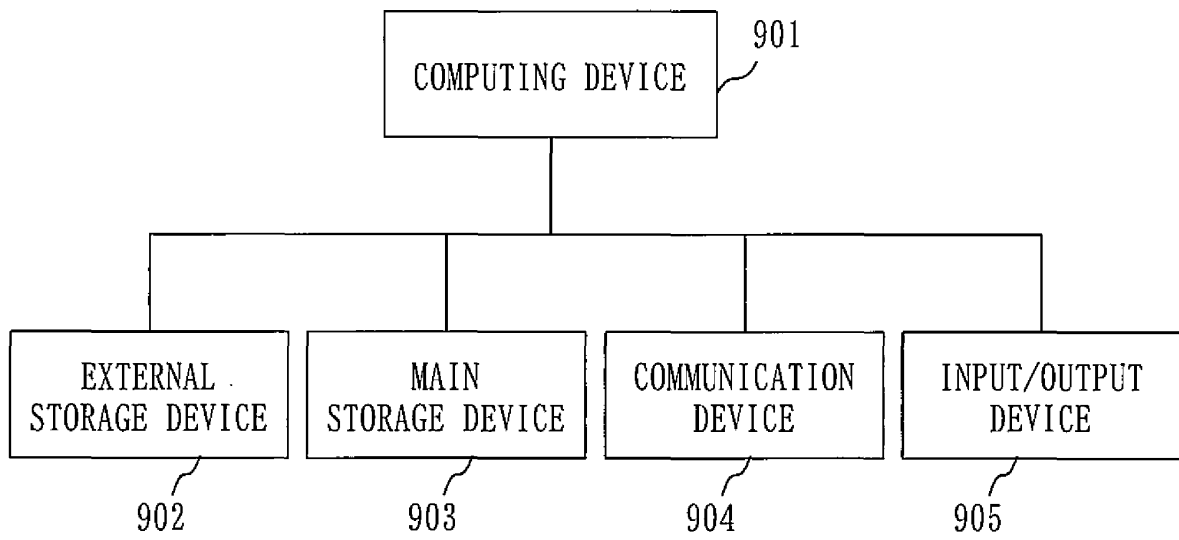 901
COMPUTING DEVICE
EXTERNAL
STORAGE DEVICE
MAIN
STORAGE DEVICE
COMMUNICATION
DEVICE
INPUT/OUTPUT
DEVICE
902
903
904
905